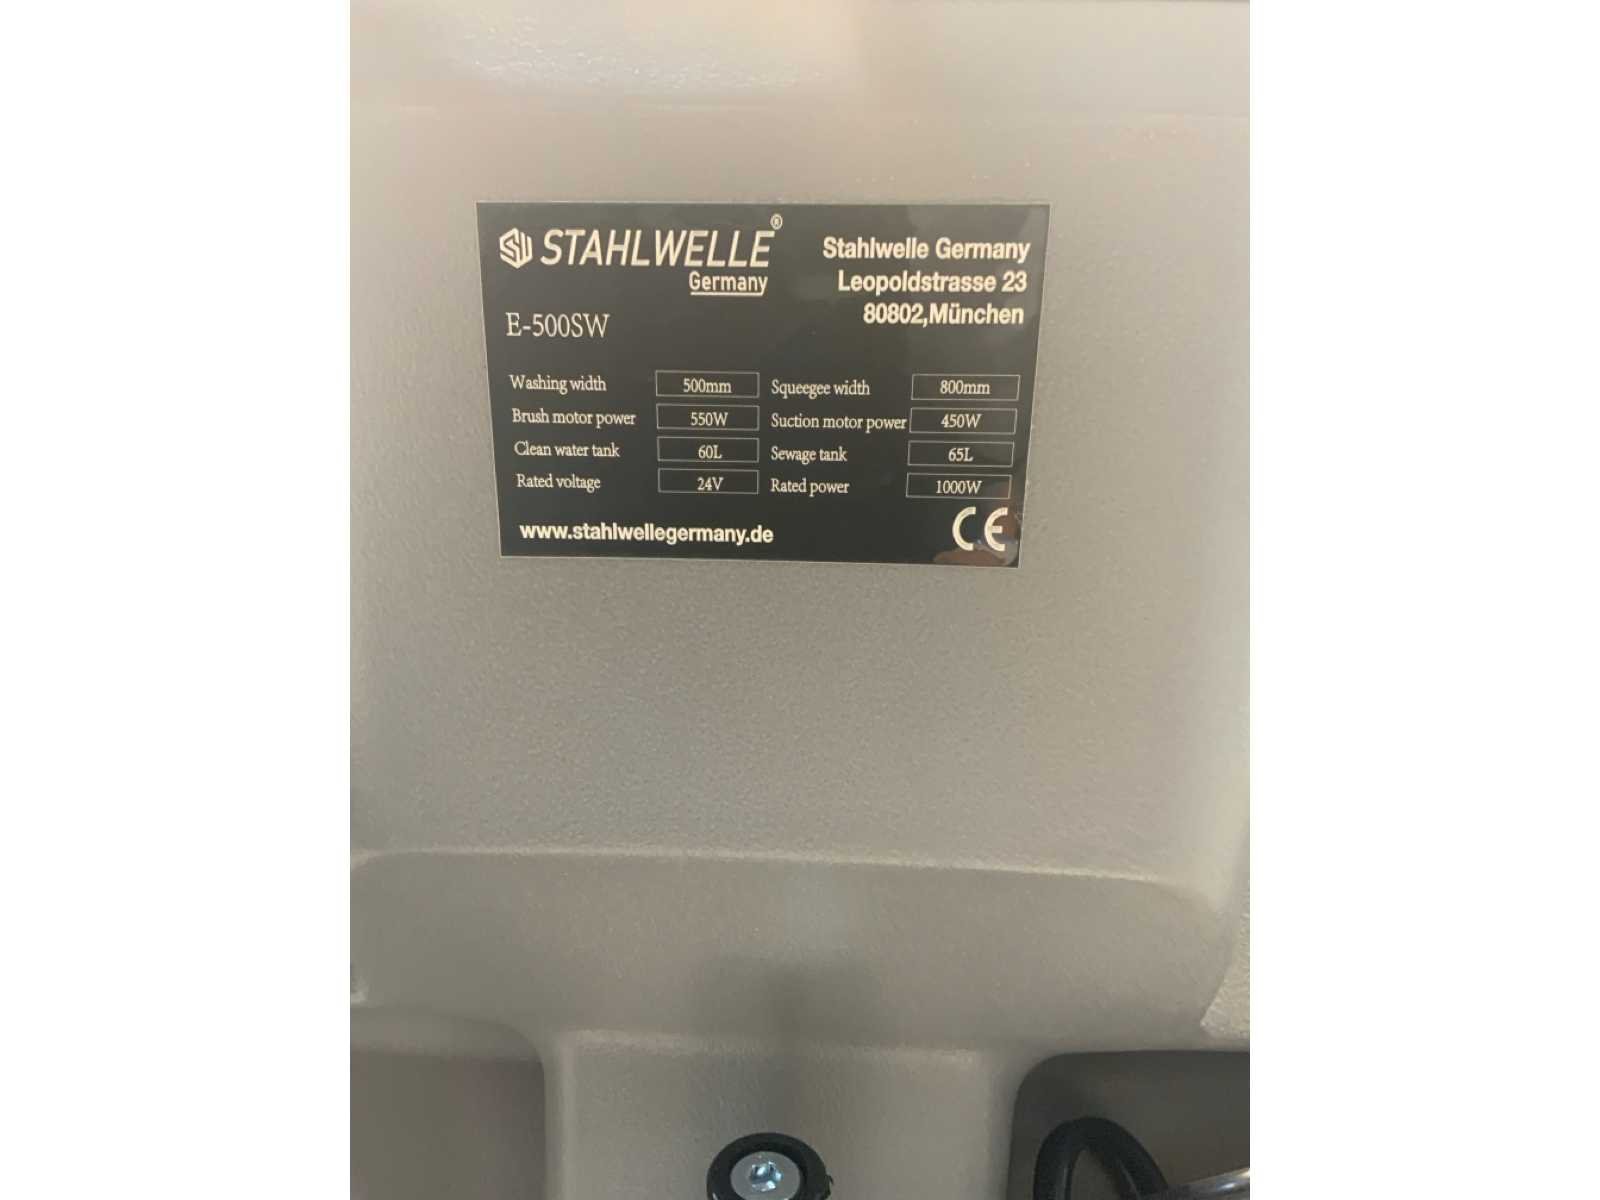 STAHLWELLE®
Germany
Stahlwelle Germany
Leopoldstrasse 23
80802,München
E-500SW
Washing width 500mm Squeegee width 800mm
Brush motor power 550W Suction motor power 450W
Clean water tank 60L Sewage tank 65L
Rated voltage 24V Rated power 1000W
www.stahlwellegermany.de
CE